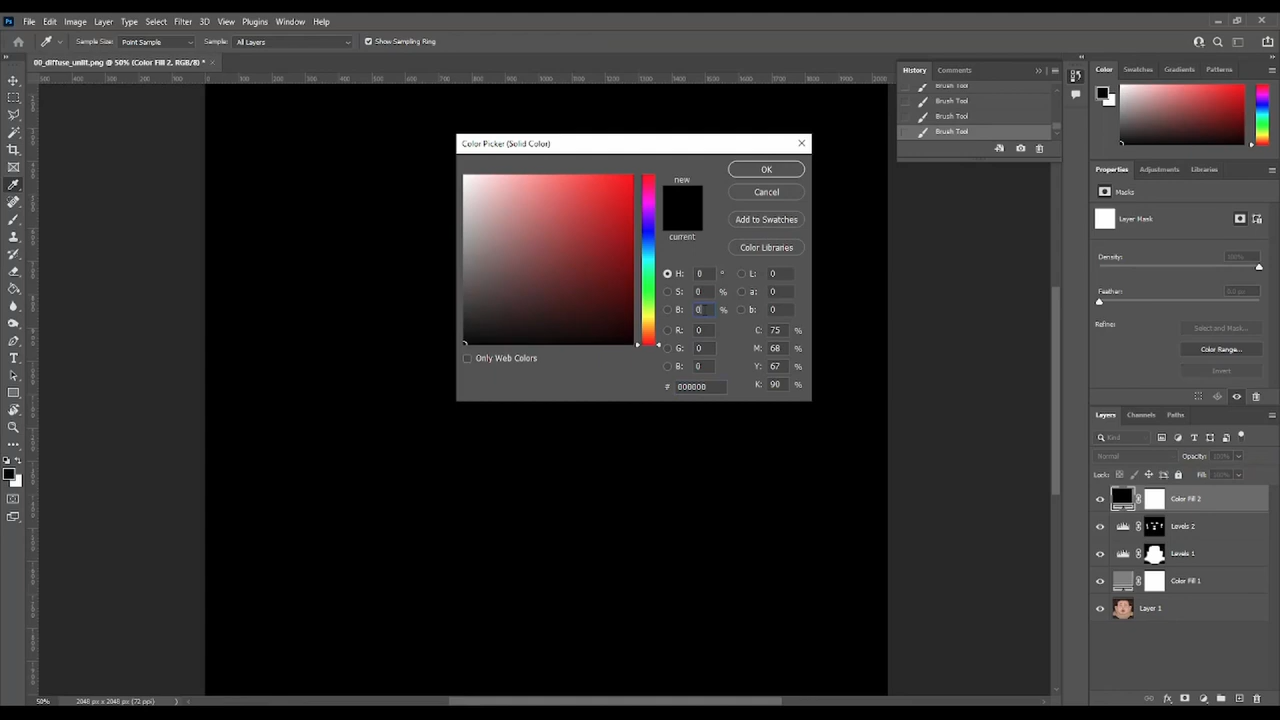 Ps File Edit Image Layer Type Select Filter 3D View Plugins Window Help
Sample Size: Point Sample Sample: All Layers Show Sampling Ring
00_diffuse_unlit.png @ 50% (Color Fill 2, RGB/8) *
History Comments
Brush Tool
Brush Tool
Brush Tool
Brush Tool
Color Swatches Gradients Patterns
Color Picker (Solid Color)
new
current
OK
Cancel
Add to Swatches
Color Libraries
H: 0 ° L: 0
S: 0 % a: 0
B: 0 % b: 0
R: 0 C: 75 %
G: 0 M: 68 %
B: 0 Y: 67 %
# 000000 K: 90 %
Only Web Colors
Properties Adjustments Libraries
Masks
Layer Mask
Density: 100%
Feather:
Refine:
Select and Mask...
Color Range...
Invert
Layers Channels Paths
Kind
Normal Opacity: 100%
Lock: Fill: 100%
Color Fill 2
Levels 2
Levels 1
Color Fill 1
Layer 1
50% 2048 px x 2048 px (72 ppi)